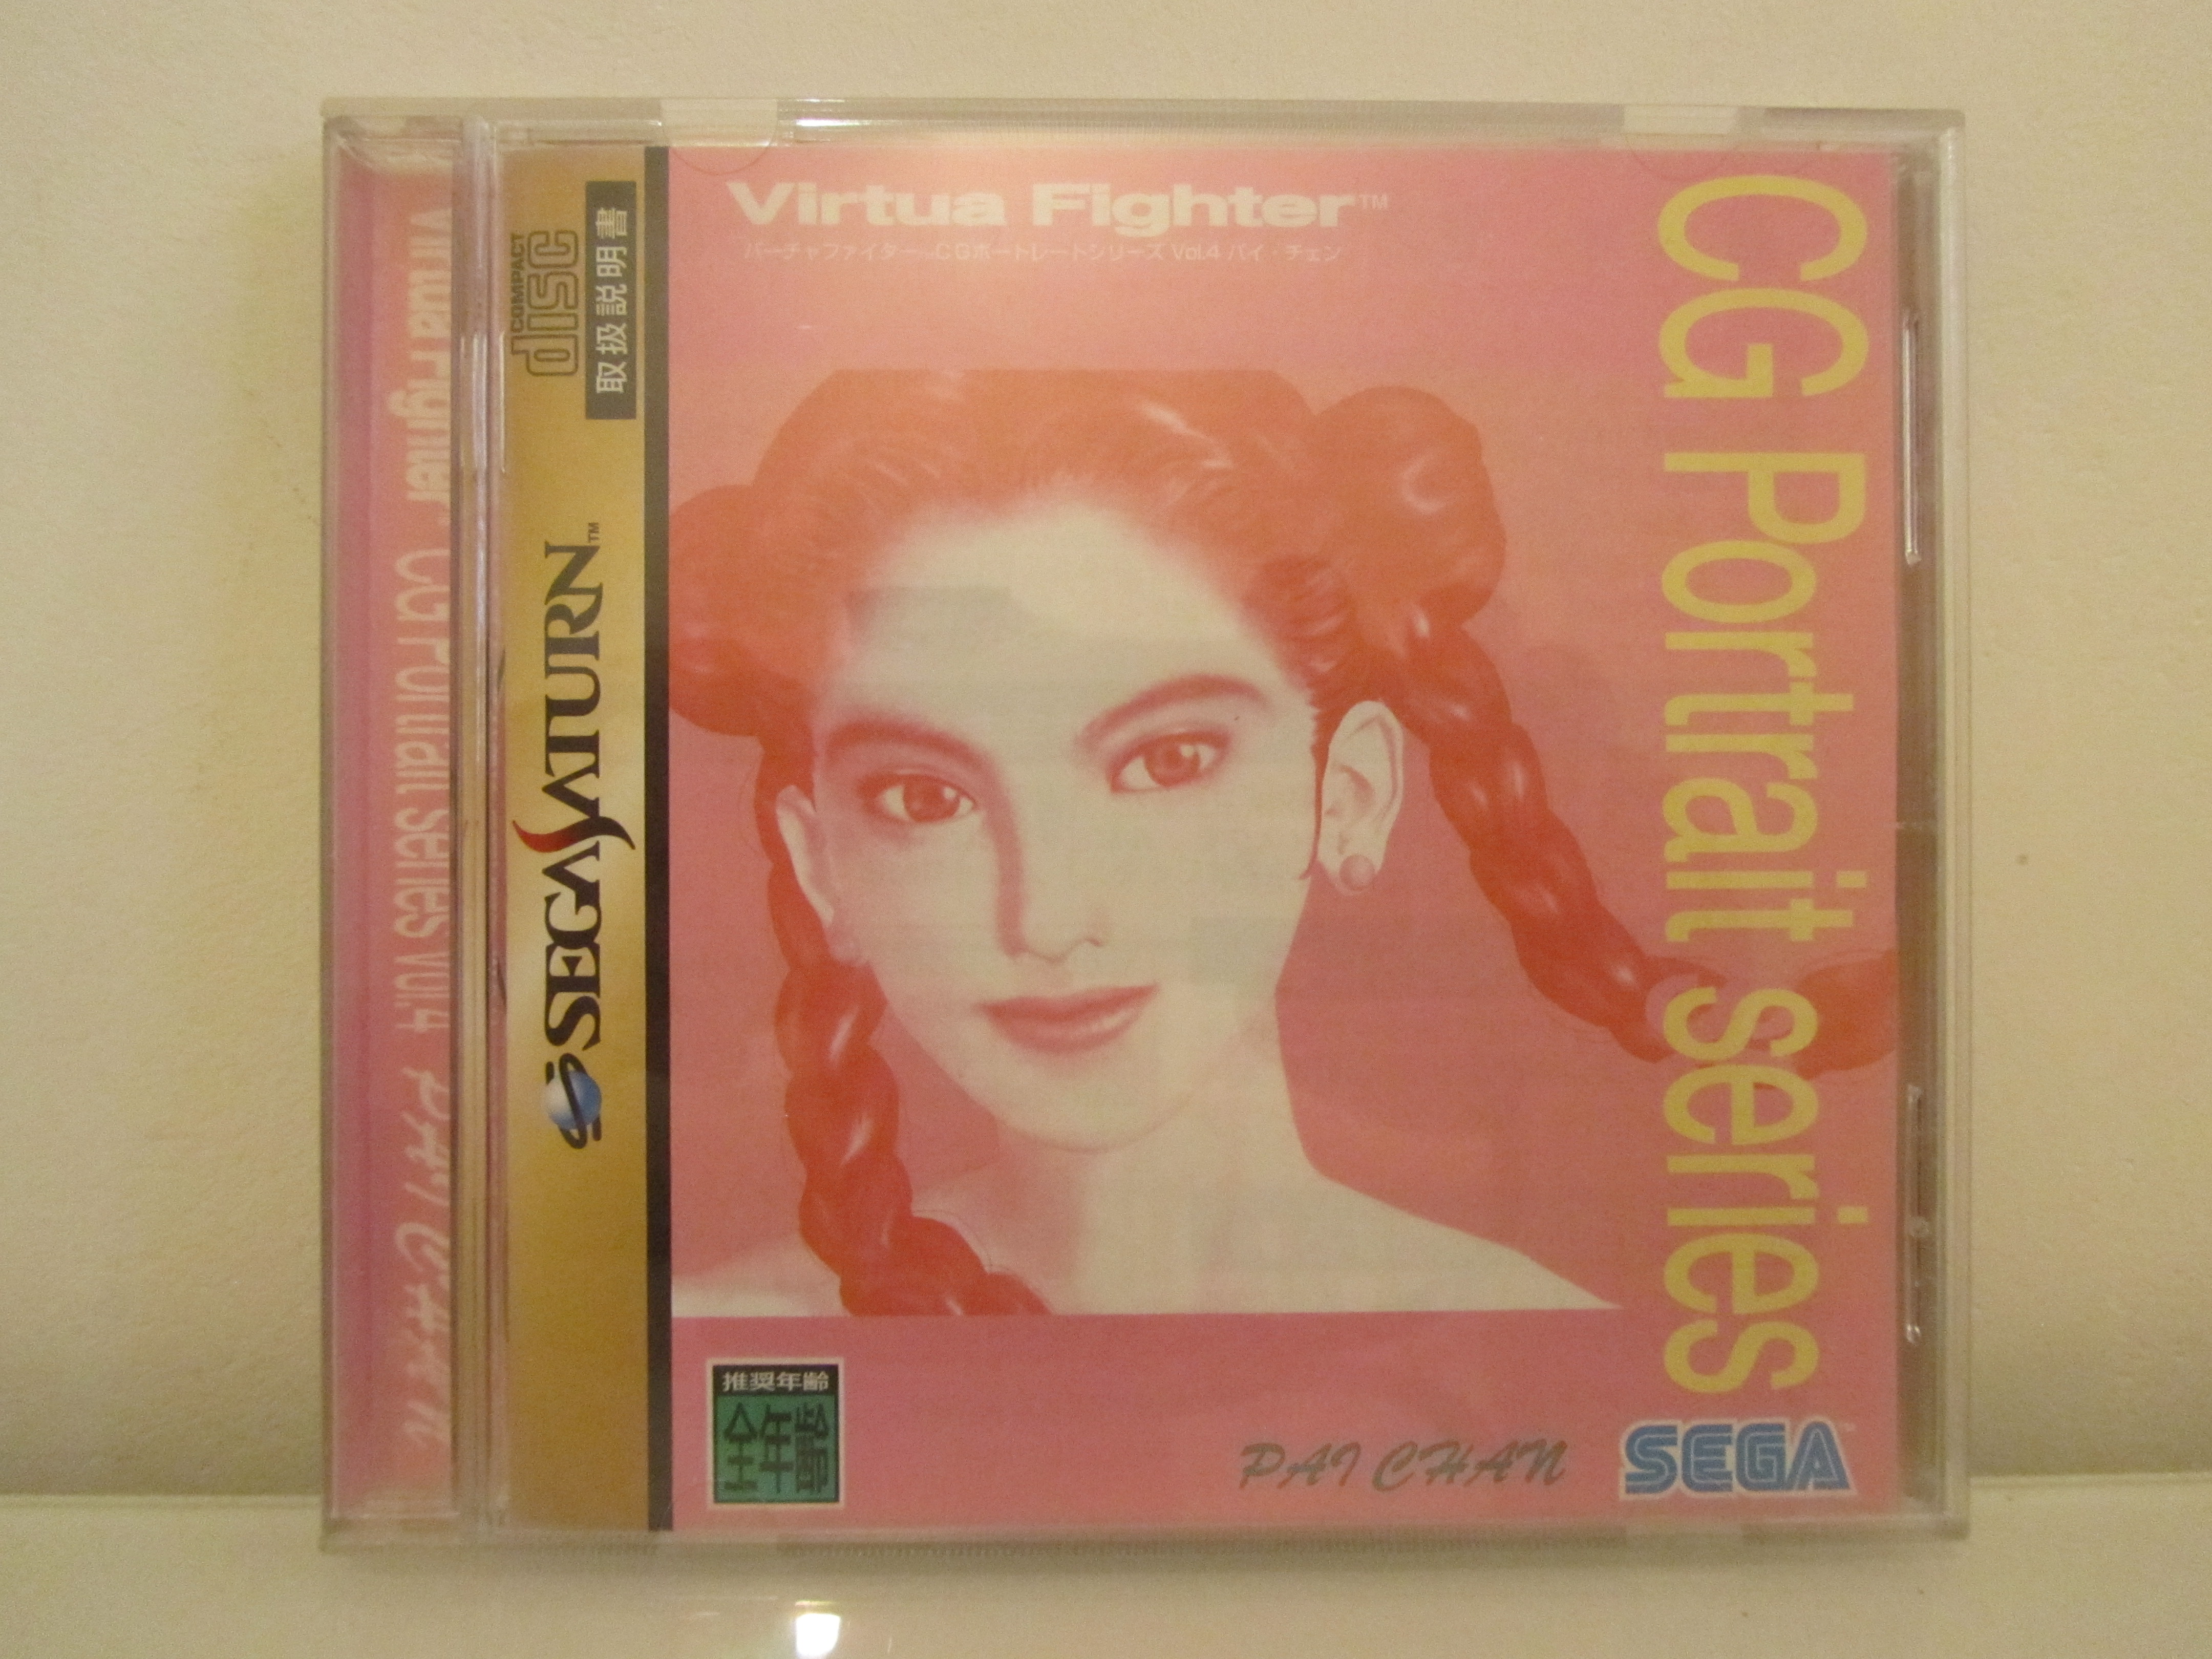 Virtua Fighter CG Portrait series Vol.4 PAI CHAN
COMPACT
disc
取扱説明書
SEGA SATURN™
Virtua Fighter™
バーチャファイター CGポートレートシリーズ Vol.4 パイ・チェン
CG Portrait series
推奨年齢
全年齢
PAI CHAN
SEGA™